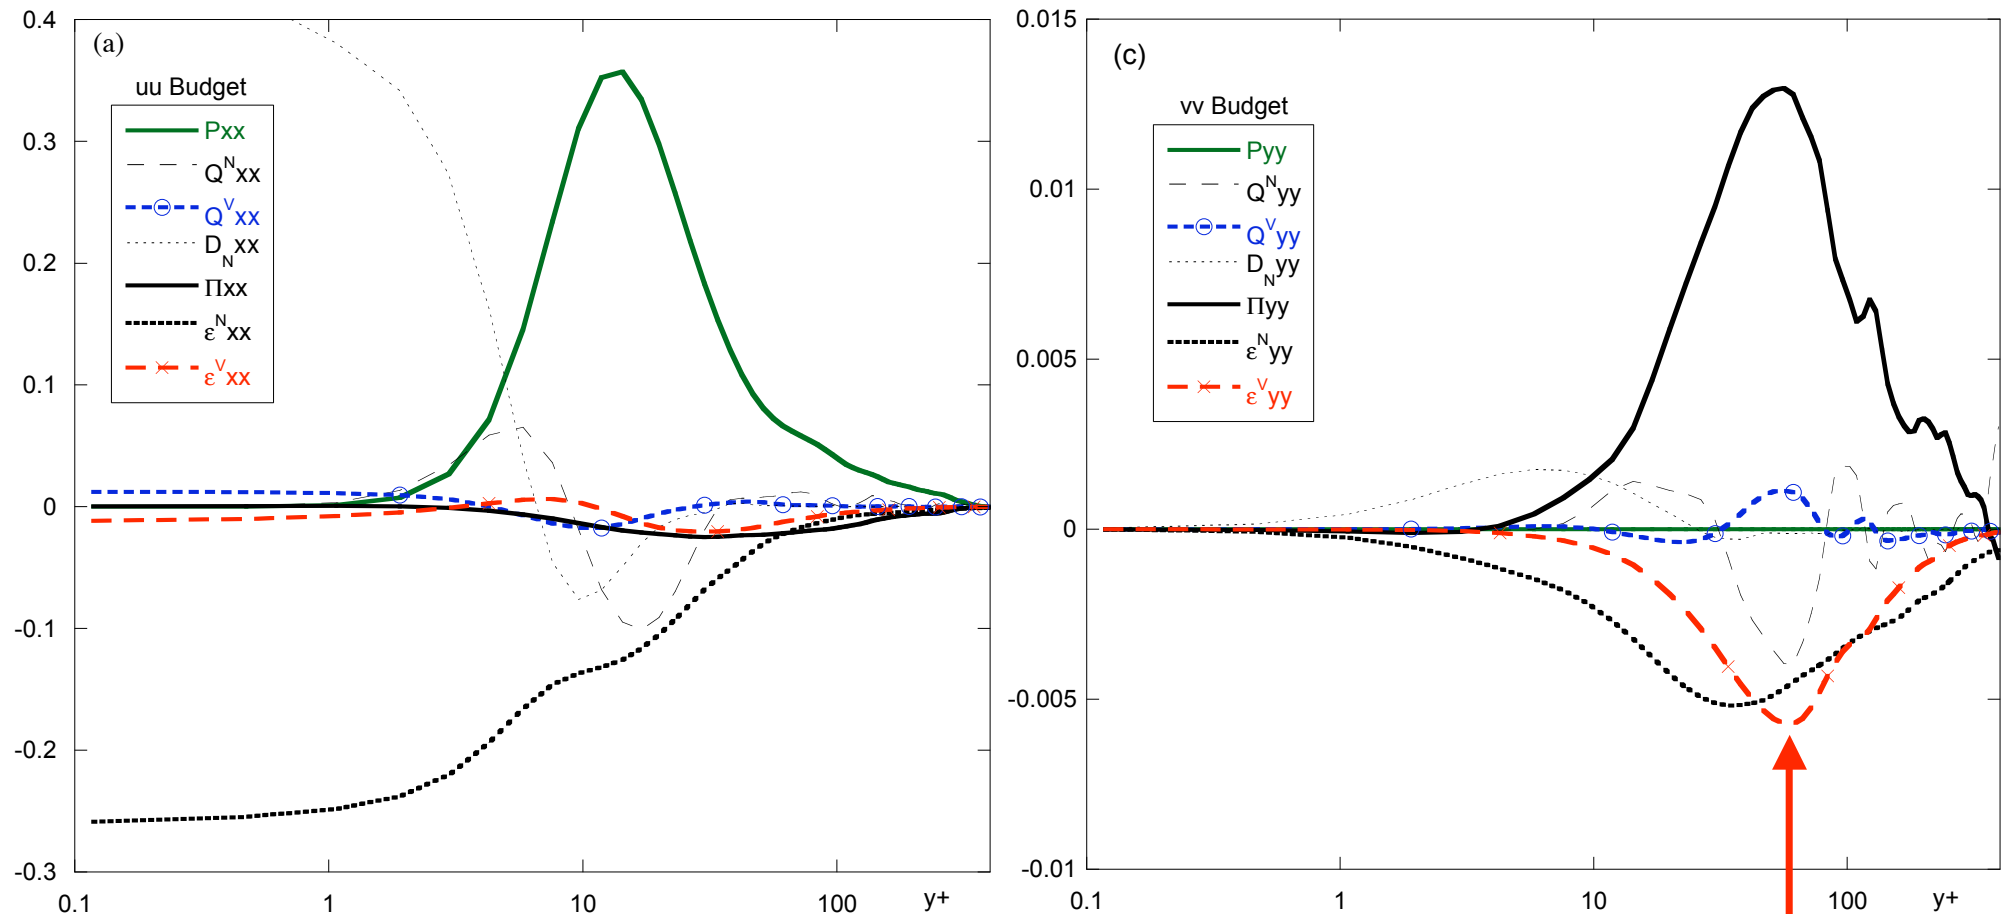 (a)
uu Budget
Pxx
Q^N xx
Q^V xx
D_N xx
Πxx
ε^N xx
ε^V xx
0.4
0.3
0.2
0.1
0
-0.1
-0.2
-0.3
0.1 1 10 100 y+
(c)
vv Budget
Pyy
Q^N yy
Q^V yy
D_N yy
Πyy
ε^N yy
ε^V yy
0.015
0.01
0.005
0
-0.005
-0.01
0.1 1 10 100 y+